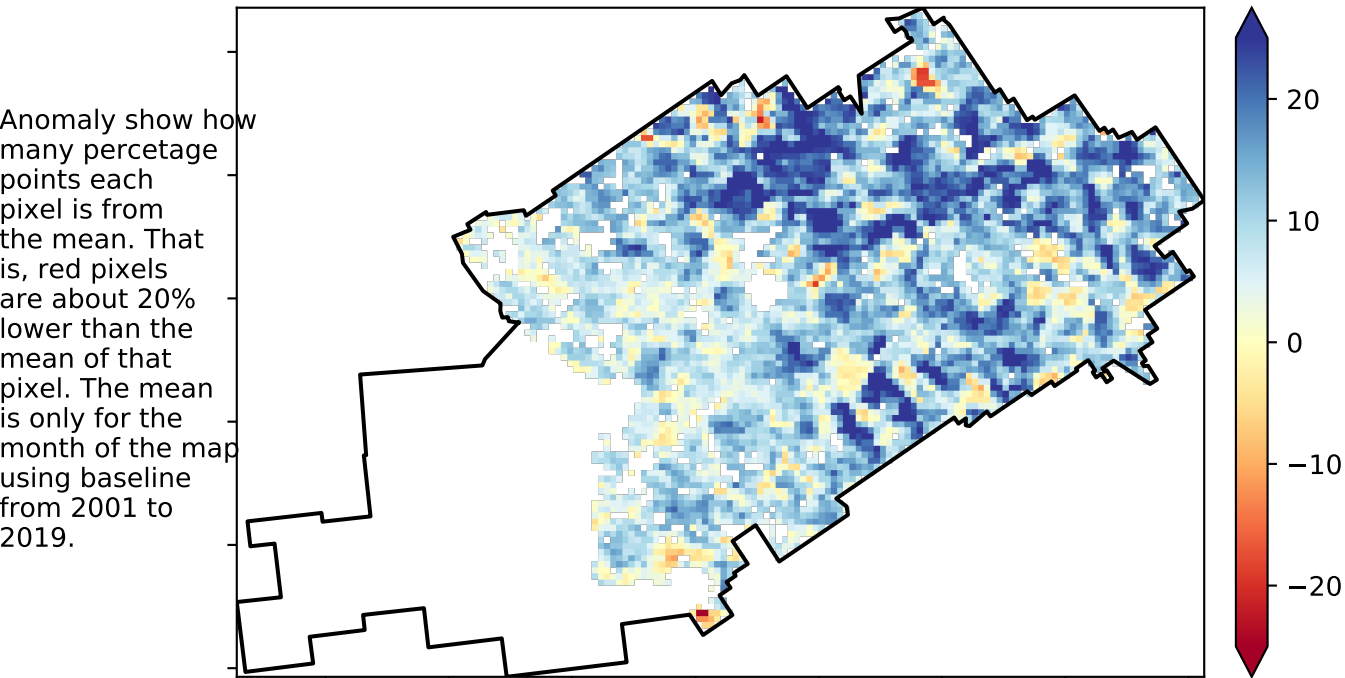 Anomaly show how
many percetage
points each
pixel is from
the mean. That
is, red pixels
are about 20%
lower than the
mean of that
pixel. The mean
is only for the
month of the map
using baseline
from 2001 to
2019.
20
10
0
−10
−20